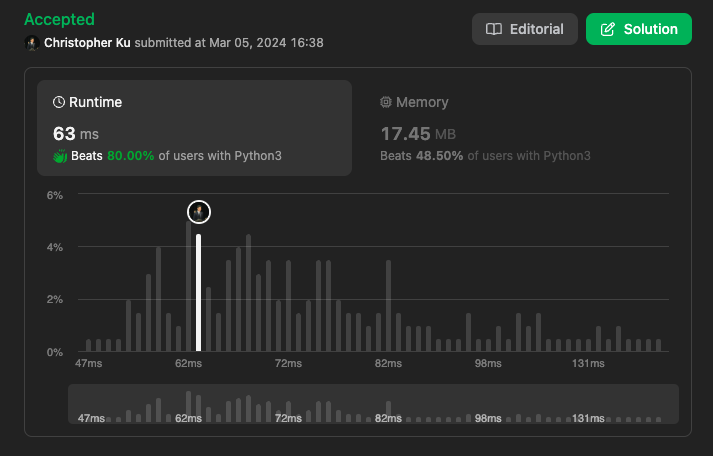 Accepted
Christopher Ku submitted at Mar 05, 2024 16:38
Editorial
Solution
Runtime
63 ms
Beats 80.00% of users with Python3
Memory
17.45 MB
Beats 48.50% of users with Python3
6%
4%
2%
0%
47ms 62ms 72ms 82ms 98ms 131ms
47ms 62ms 72ms 82ms 98ms 131ms